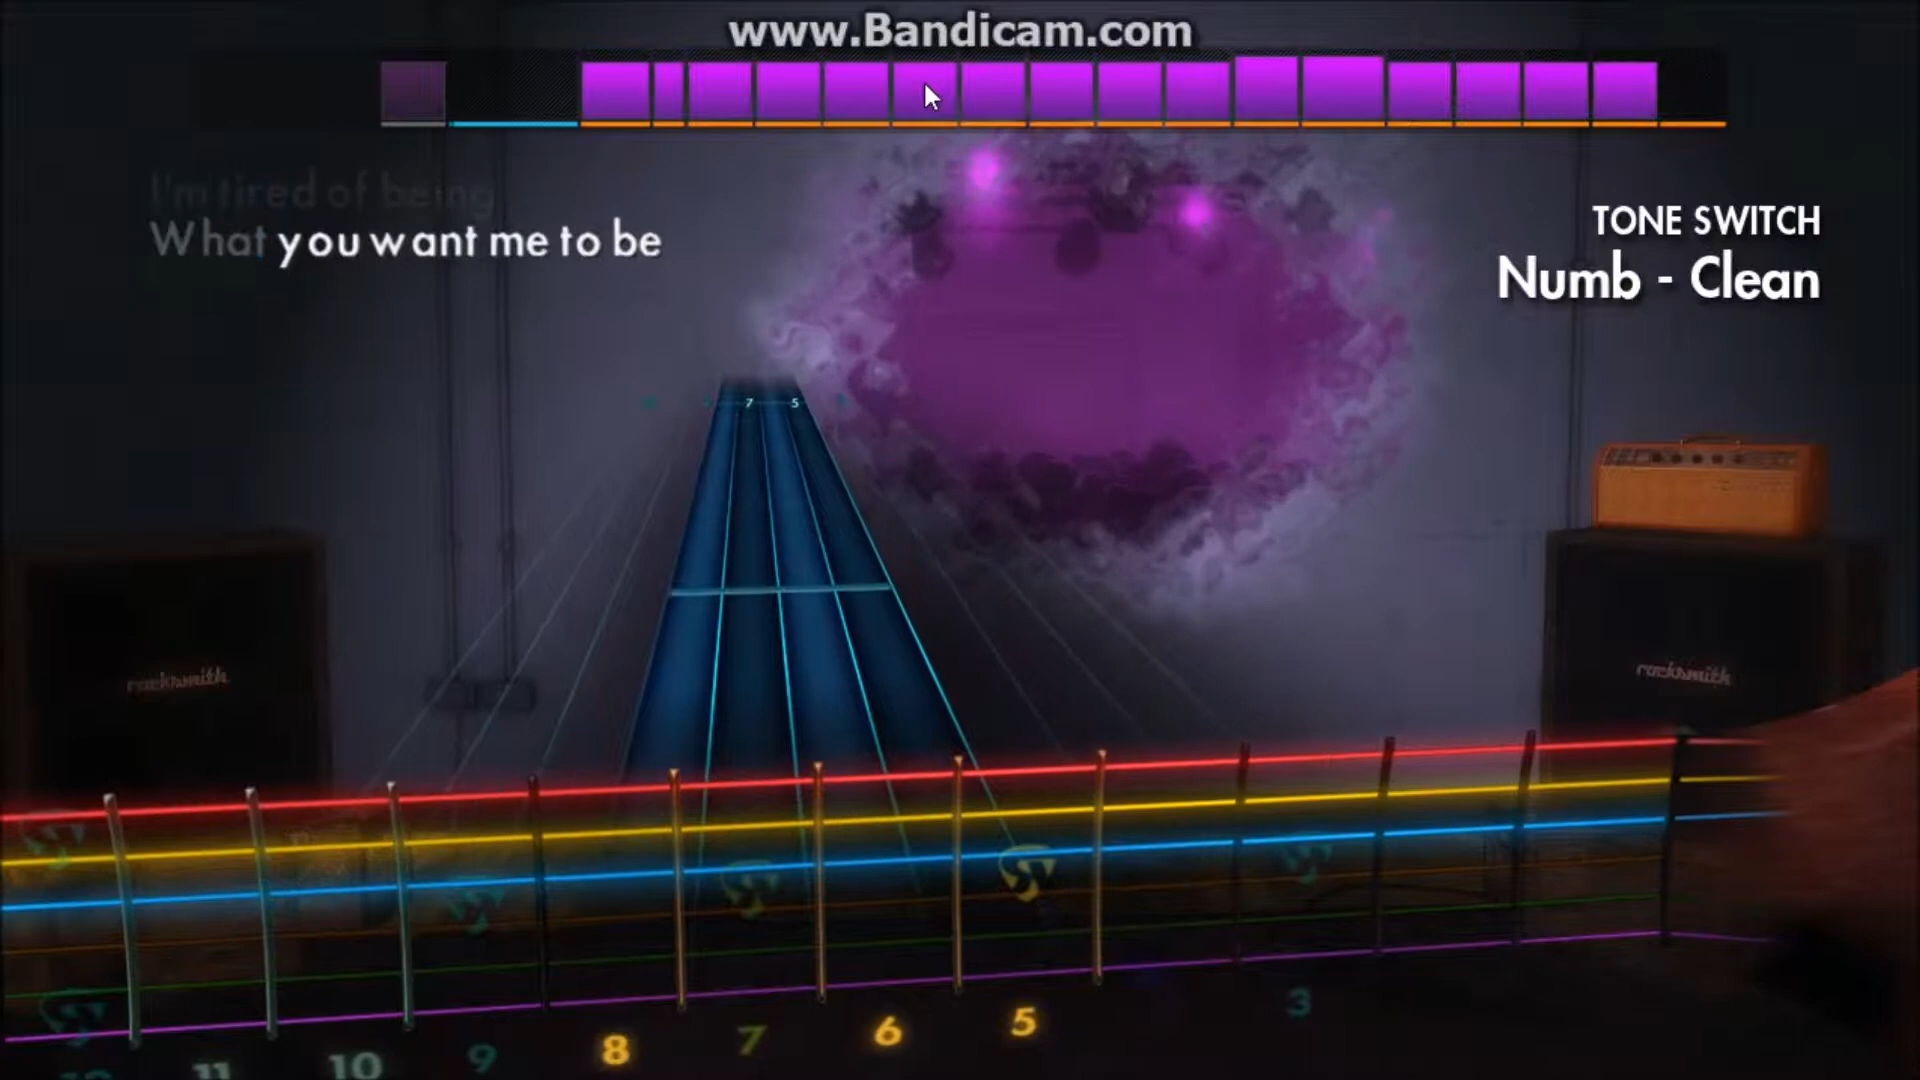 www.Bandicam.com
I'm tired of being
What you want me to be
TONE SWITCH
Numb - Clean
7 5
rocksmith
rocksmith
11 10 9 8 7 6 5 3